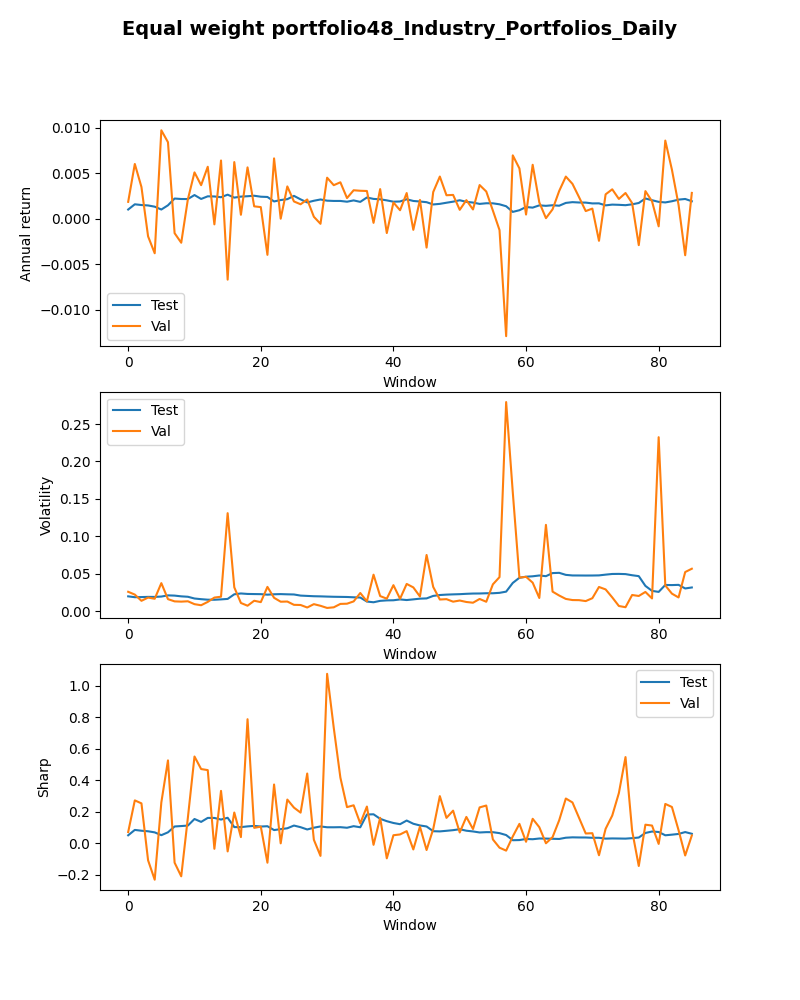 Equal weight portfolio48_Industry_Portfolios_Daily
0.010
0.005
0.000
−0.005
−0.010
Annual return
Test
Val
0 20 40 60 80
Window
0.25
0.20
0.15
0.10
0.05
0.00
Volatility
Test
Val
0 20 40 60 80
Window
1.0
0.8
0.6
0.4
0.2
0.0
−0.2
Sharp
Test
Val
0 20 40 60 80
Window